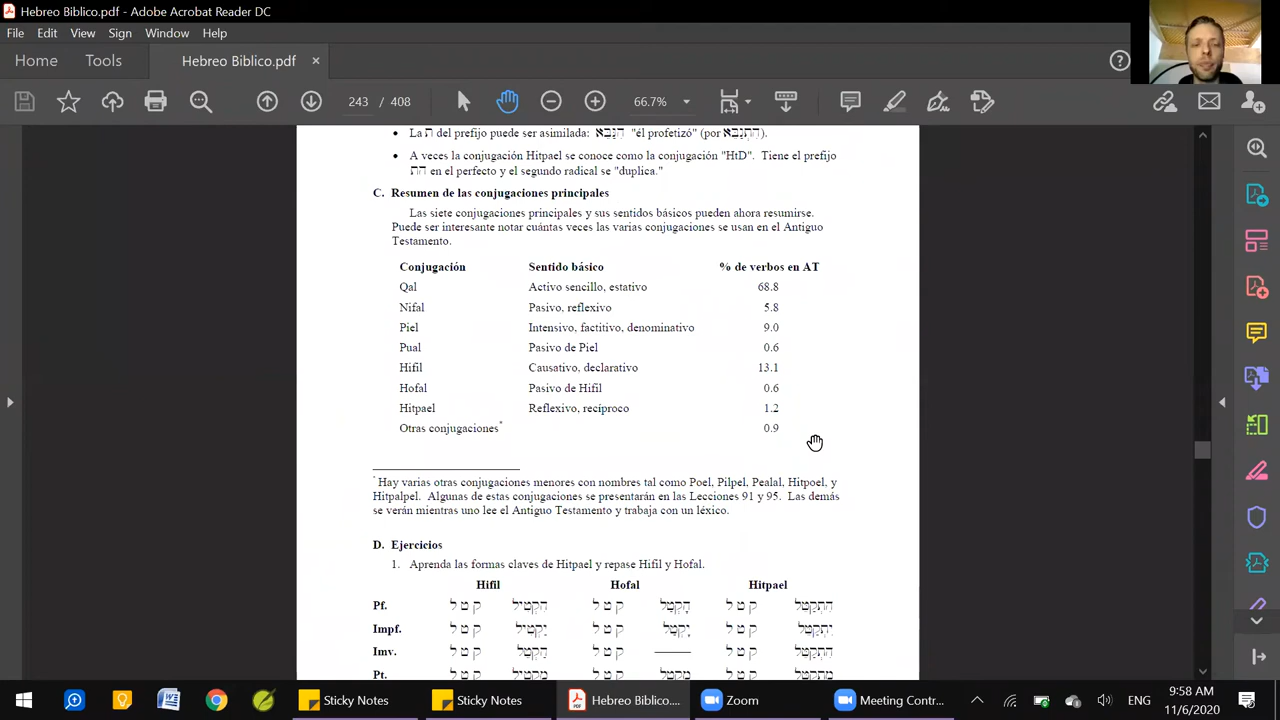 Hebreo Biblico.pdf - Adobe Acrobat Reader DC
File Edit View Sign Window Help
Home Tools Hebreo Biblico.pdf ×
243 / 408 66.7%
• La ת del prefijo puede ser asimilada: הִנַּבֵּא "él profetizó" (por הִתְנַבֵּא).
• A veces la conjugación Hitpael se conoce como la conjugación "HtD". Tiene el prefijo
הת en el perfecto y el segundo radical se "duplica."
C. Resumen de las conjugaciones principales
Las siete conjugaciones principales y sus sentidos básicos pueden ahora resumirse.
Puede ser interesante notar cuántas veces las varias conjugaciones se usan en el Antiguo
Testamento.
Conjugación Sentido básico % de verbos en AT
Qal Activo sencillo, estativo 68.8
Nifal Pasivo, reflexivo 5.8
Piel Intensivo, factitivo, denominativo 9.0
Pual Pasivo de Piel 0.6
Hifil Causativo, declarativo 13.1
Hofal Pasivo de Hifil 0.6
Hitpael Reflexivo, recíproco 1.2
Otras conjugaciones* 0.9
* Hay varias otras conjugaciones menores con nombres tal como Poel, Pilpel, Pealal, Hitpoel, y
Hitpalpel. Algunas de estas conjugaciones se presentarán en las Lecciones 91 y 95. Las demás
se verán mientras uno lee el Antiguo Testamento y trabaja con un léxico.
D. Ejercicios
1. Aprenda las formas claves de Hitpael y repase Hifil y Hofal.
Hifil Hofal Hitpael
Pf. ק ט ל הִקְטִיל ק ט ל הָקְטַל ק ט ל הִתְקַטֵּל
Impf. ק ט ל יַקְטִיל ק ט ל יָקְטַל ק ט ל יִתְקַטֵּל
Imv. ק ט ל הַקְטֵל ק ט ל —— ק ט ל הִתְקַטֵּל
Pt. ק ט ל מַקְטִיל ק ט ל מָקְטָל ק ט ל מִתְקַטֵּל
Sticky Notes Sticky Notes Hebreo Biblico.... Zoom Meeting Contr... ENG 9:58 AM
11/6/2020